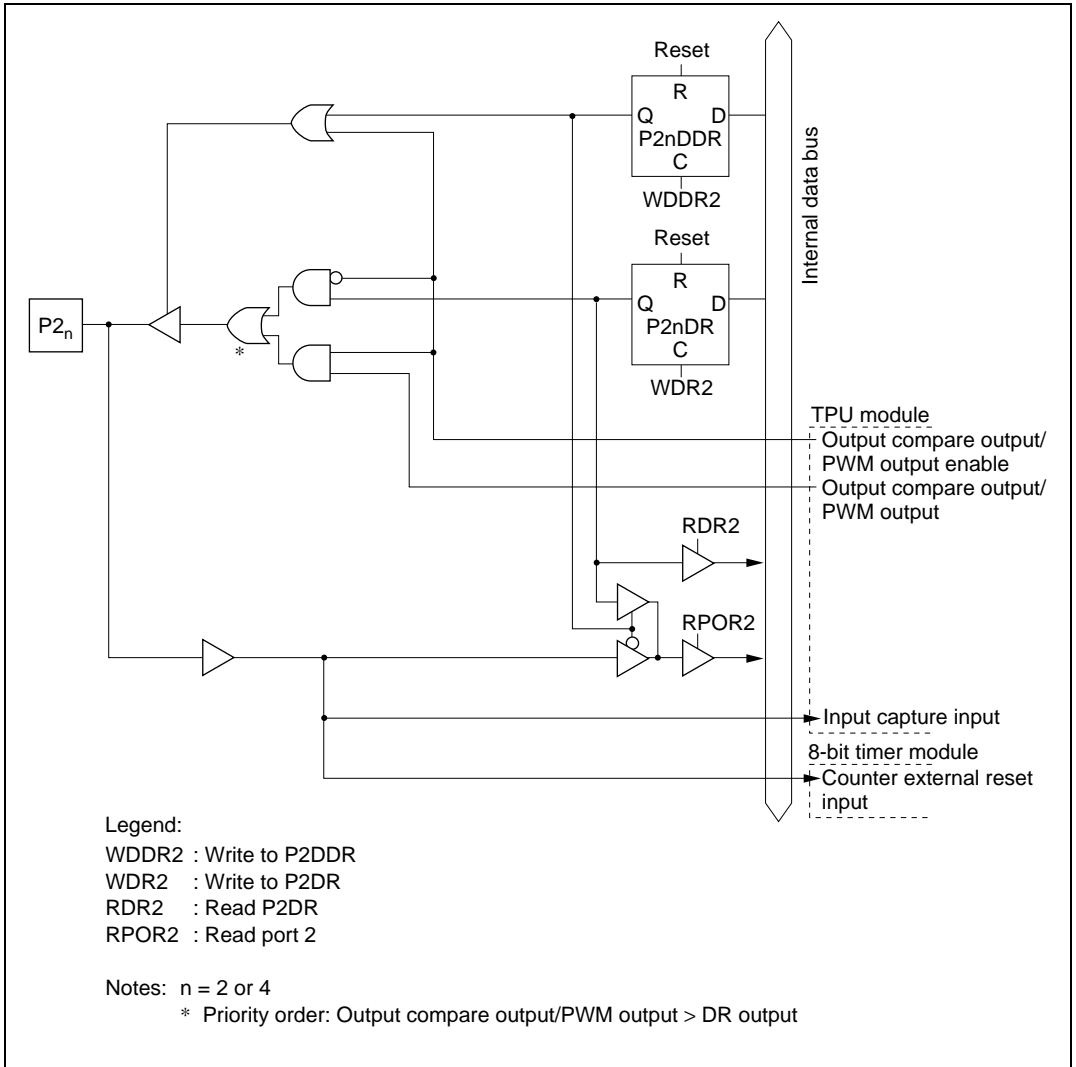 Reset
R
Q D
P2nDDR
C
WDDR2
Reset
R
Q D
P2nDR
C
WDR2
Internal data bus
P2n
*
TPU module
Output compare output/
PWM output enable
Output compare output/
PWM output
RDR2
RPOR2
Input capture input
8-bit timer module
Counter external reset
input
Legend:
WDDR2 : Write to P2DDR
WDR2 : Write to P2DR
RDR2 : Read P2DR
RPOR2 : Read port 2
Notes: n = 2 or 4
* Priority order: Output compare output/PWM output > DR output